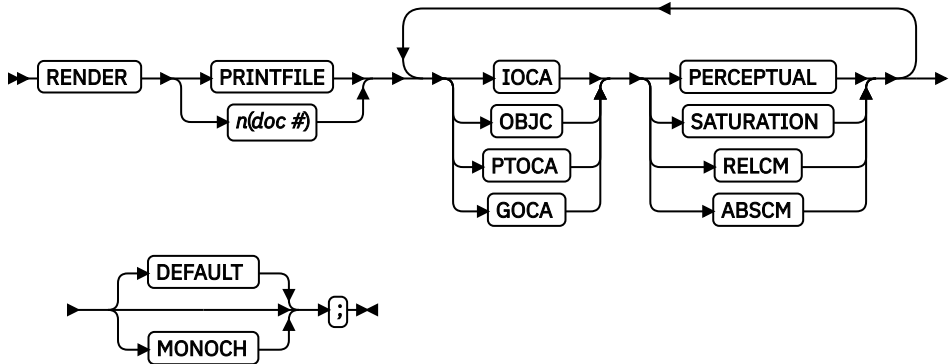 RENDER PRINTFILE IOCA PERCEPTUAL
n(doc #) OBJC SATURATION
PTOCA RELCM
GOCA ABSCM
DEFAULT
;
MONOCH